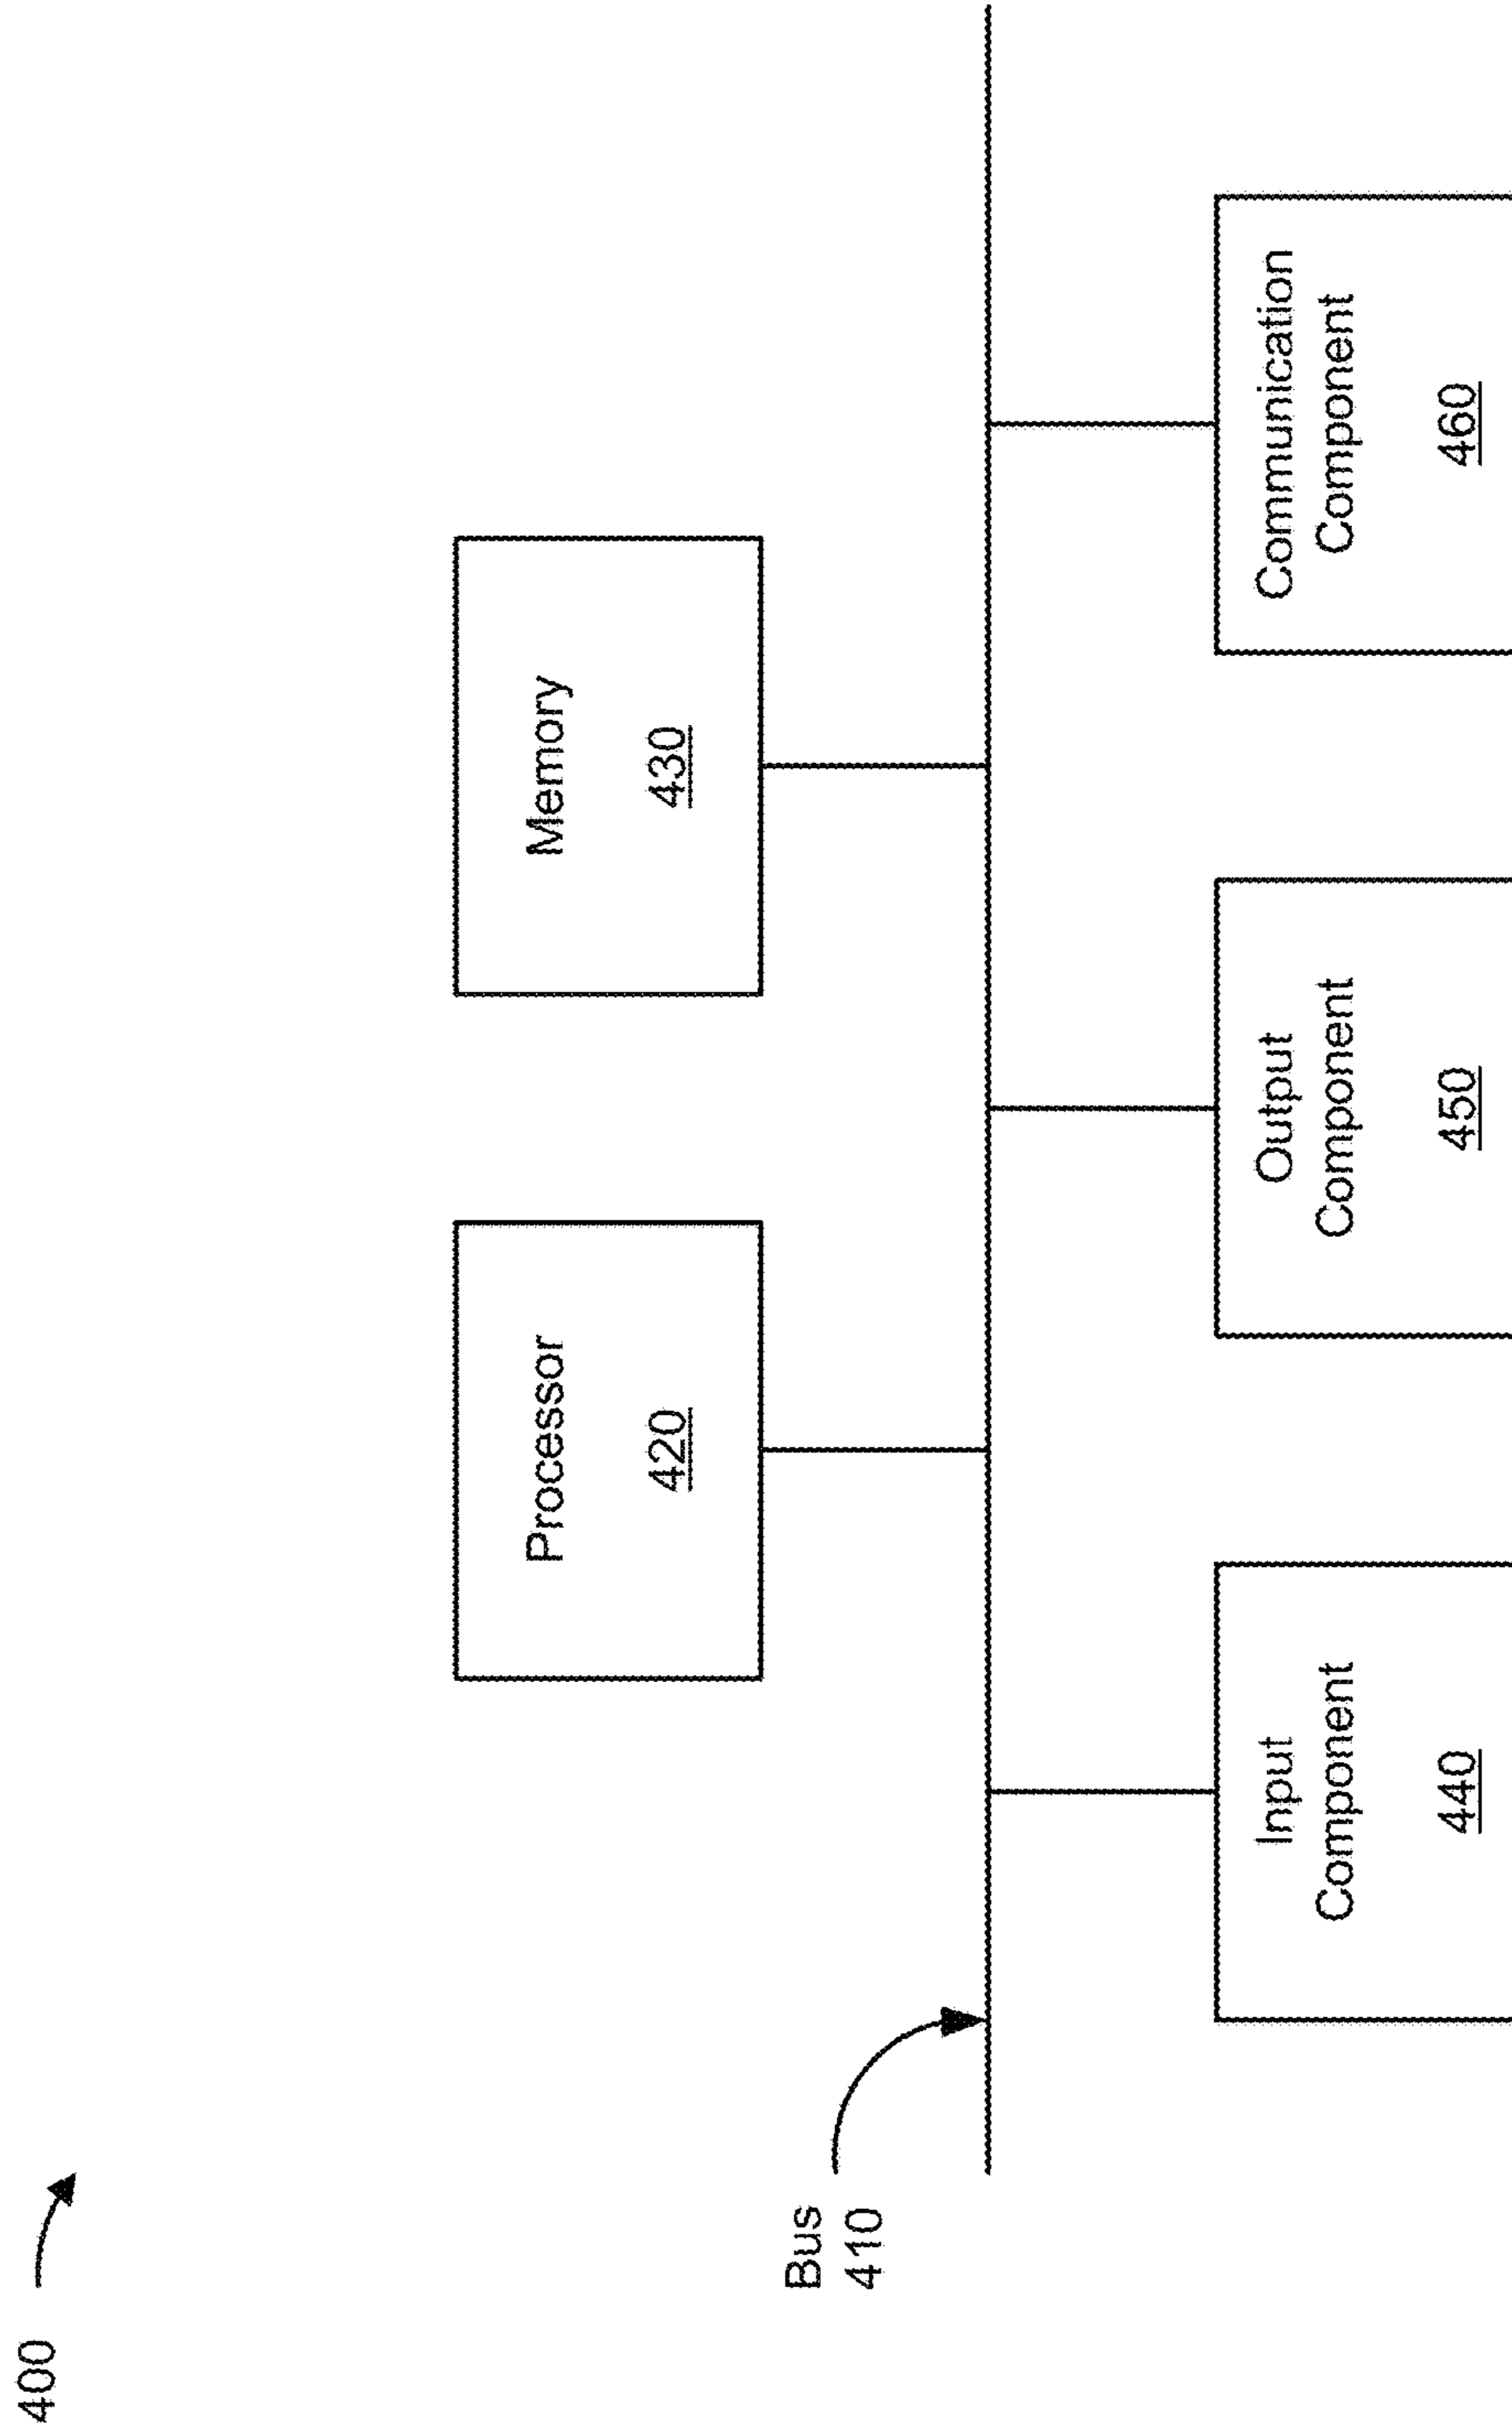 400
Processor
420
Memory
430
Bus
410
Input
Component
440
Output
Component
450
Communication
Component
460